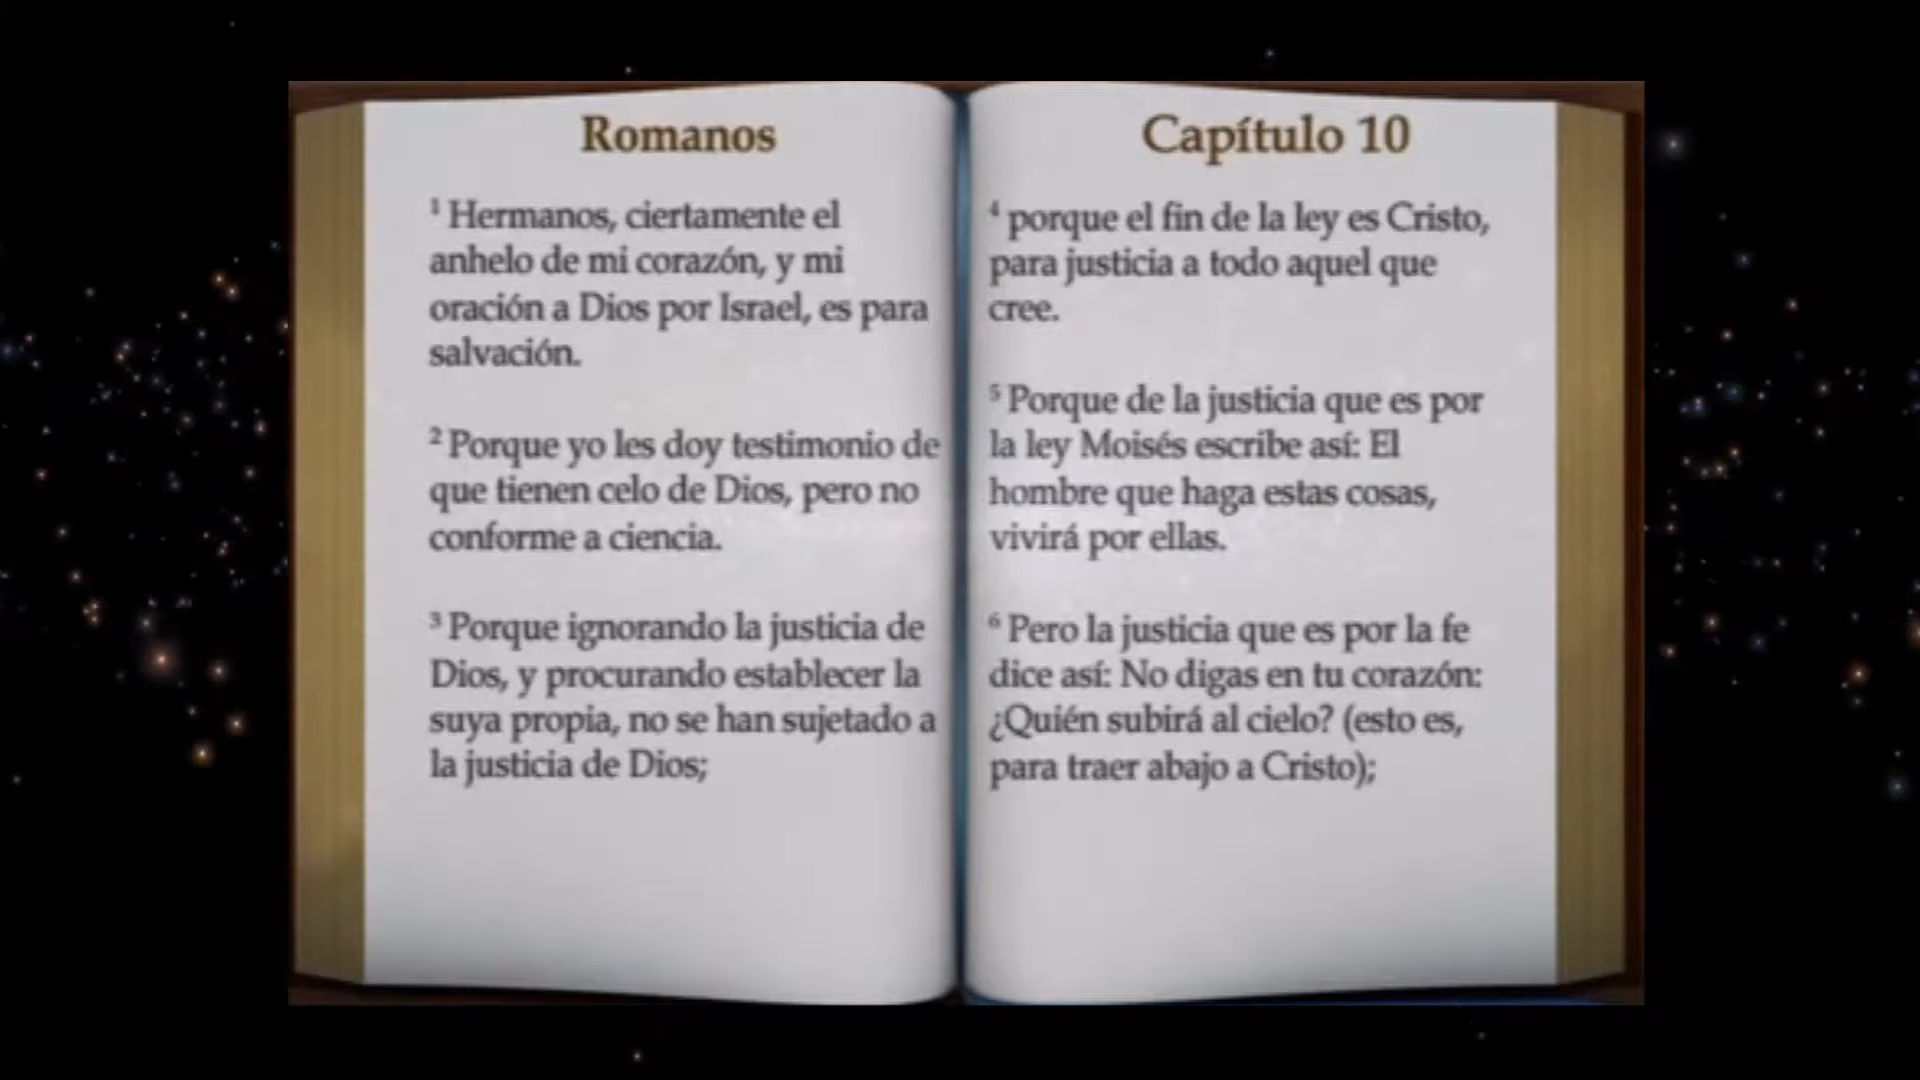 Romanos
1 Hermanos, ciertamente el
anhelo de mi corazón, y mi
oración a Dios por Israel, es para
salvación.
2 Porque yo les doy testimonio de
que tienen celo de Dios, pero no
conforme a ciencia.
3 Porque ignorando la justicia de
Dios, y procurando establecer la
suya propia, no se han sujetado a
la justicia de Dios;
Capítulo 10
4 porque el fin de la ley es Cristo,
para justicia a todo aquel que
cree.
5 Porque de la justicia que es por
la ley Moisés escribe así: El
hombre que haga estas cosas,
vivirá por ellas.
6 Pero la justicia que es por la fe
dice así: No digas en tu corazón:
¿Quién subirá al cielo? (esto es,
para traer abajo a Cristo);